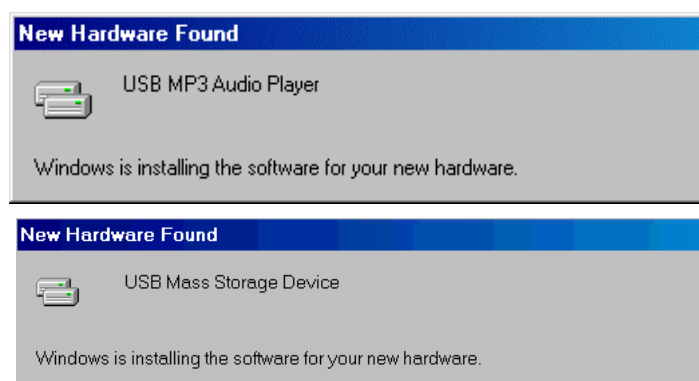 New Hardware Found
USB MP3 Audio Player
Windows is installing the software for your new hardware.
New Hardware Found
USB Mass Storage Device
Windows is installing the software for your new hardware.